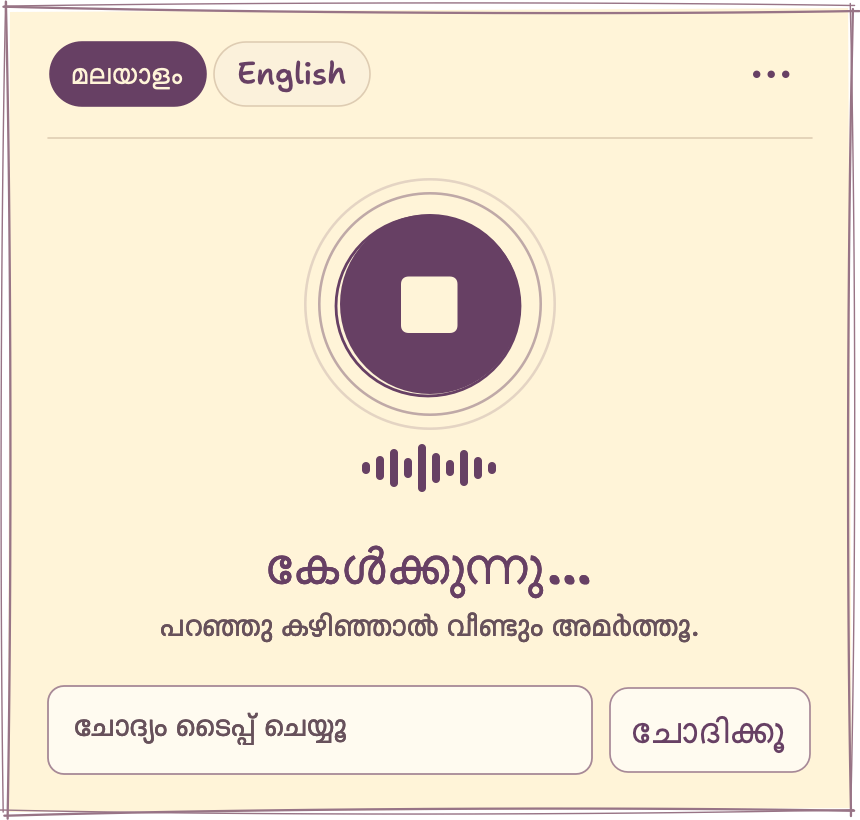 മലയാളം English
കേൾക്കുന്നു...
പറഞ്ഞു കഴിഞ്ഞാൽ വീണ്ടും അമർത്തൂ.
ചോദ്യം ടൈപ്പ് ചെയ്യൂ ചോദിക്കൂ